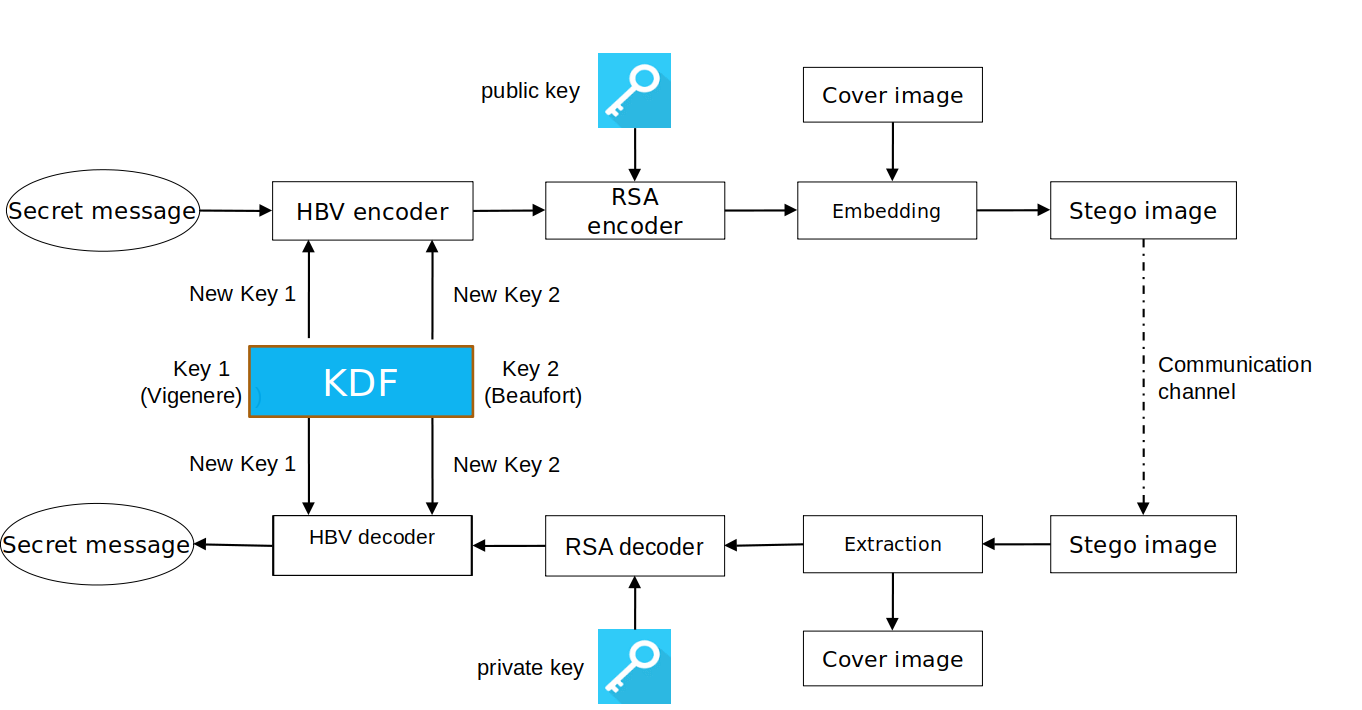 public key
Cover image
Secret message
HBV encoder
RSA
encoder
Embedding
Stego image
New Key 1
New Key 2
Key 1
(Vigenere) )
KDF
Key 2
(Beaufort)
Communication
channel
New Key 1
New Key 2
Secret message
HBV decoder
RSA decoder
Extraction
Stego image
private key
Cover image